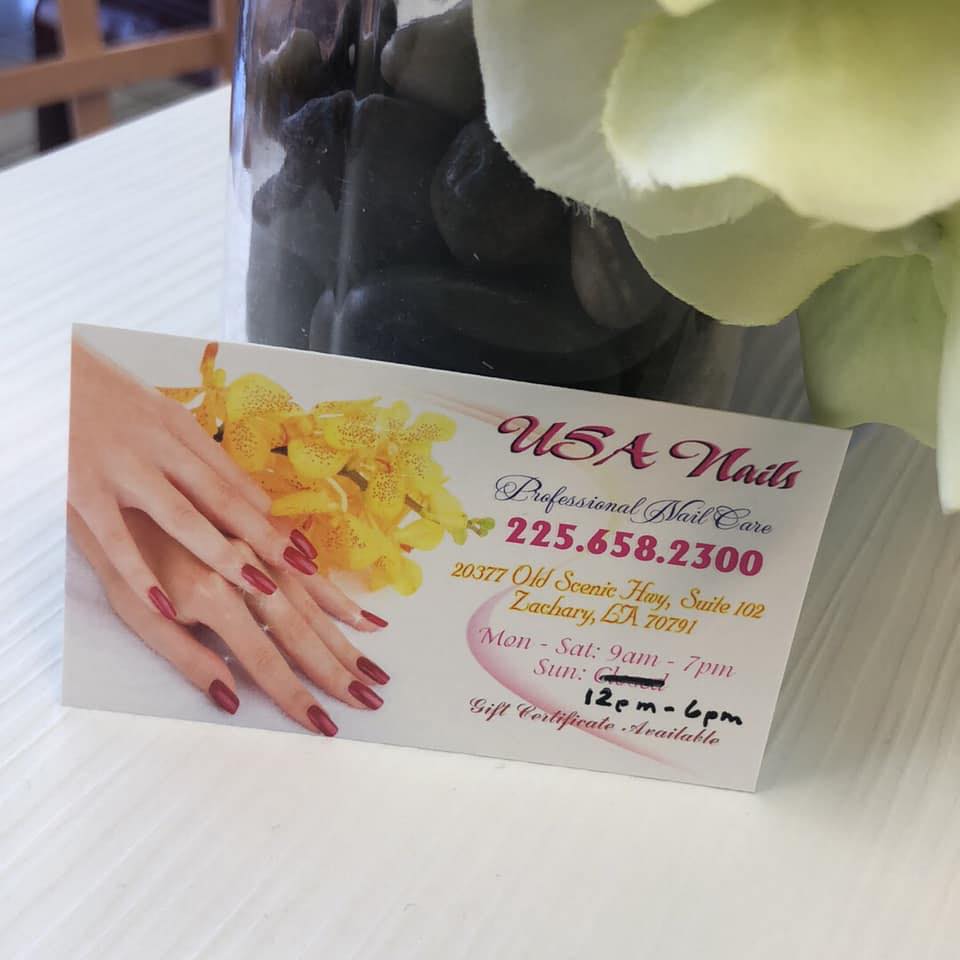 USA Nails
Professional Nail Care
225.658.2300
20377 Old Scenic Hwy, Suite 102
Zachary, LA 70791
Mon - Sat: 9am - 7pm
Sun: Closed
12pm - 6pm
Gift Certificate Available